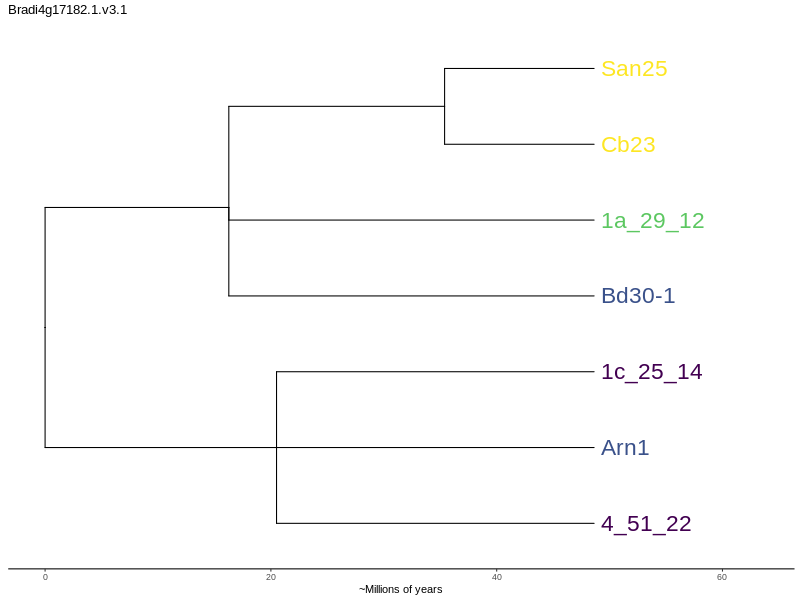 Bradi4g17182.1.v3.1
San25
Cb23
1a_29_12
Bd30-1
1c_25_14
Arn1
4_51_22
0 20 40 60
~Millions of years